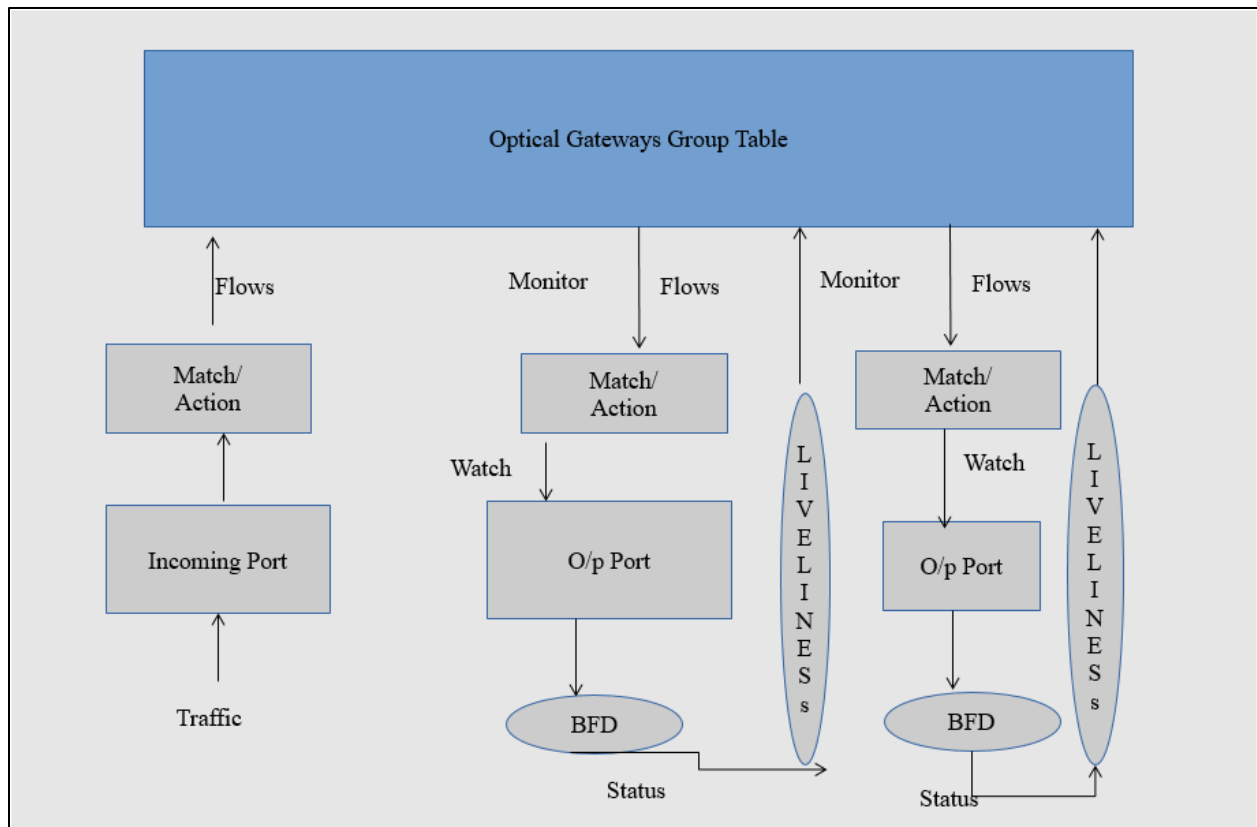 Optical Gateways Group Table
Flows
Monitor
Flows
Monitor
Flows
Match/
Action
Match/
Action
Match/
Action
Watch
Watch
Incoming Port
O/p Port
O/p Port
L
I
V
E
L
I
N
E
S
s
L
I
V
E
L
I
N
E
S
s
Traffic
BFD
BFD
Status
Status